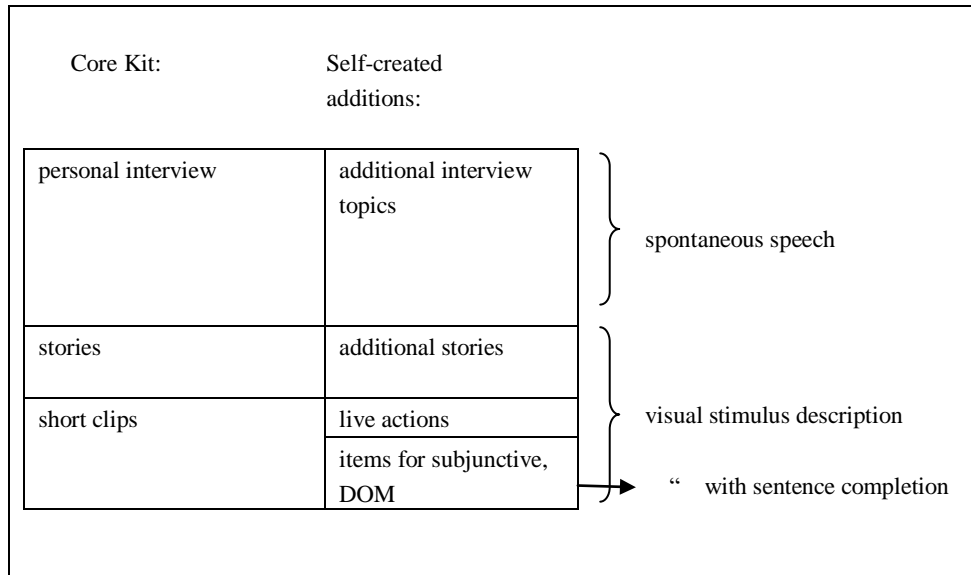 Core Kit:
Self-created
additions:
personal interview
additional interview
topics
spontaneous speech
stories
additional stories
short clips
live actions
visual stimulus description
items for subjunctive,
DOM
“ with sentence completion